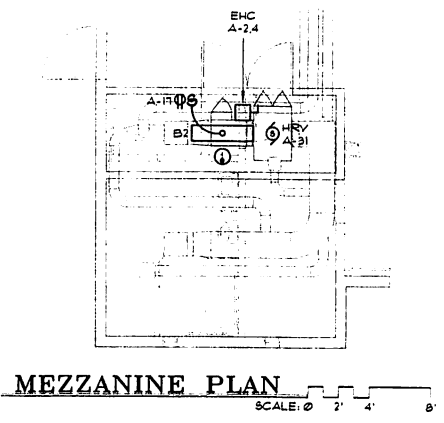 EHC
A-2,4
A-17
B2
HRV
A-31
MEZZANINE PLAN
SCALE: 0 2' 4' 8'